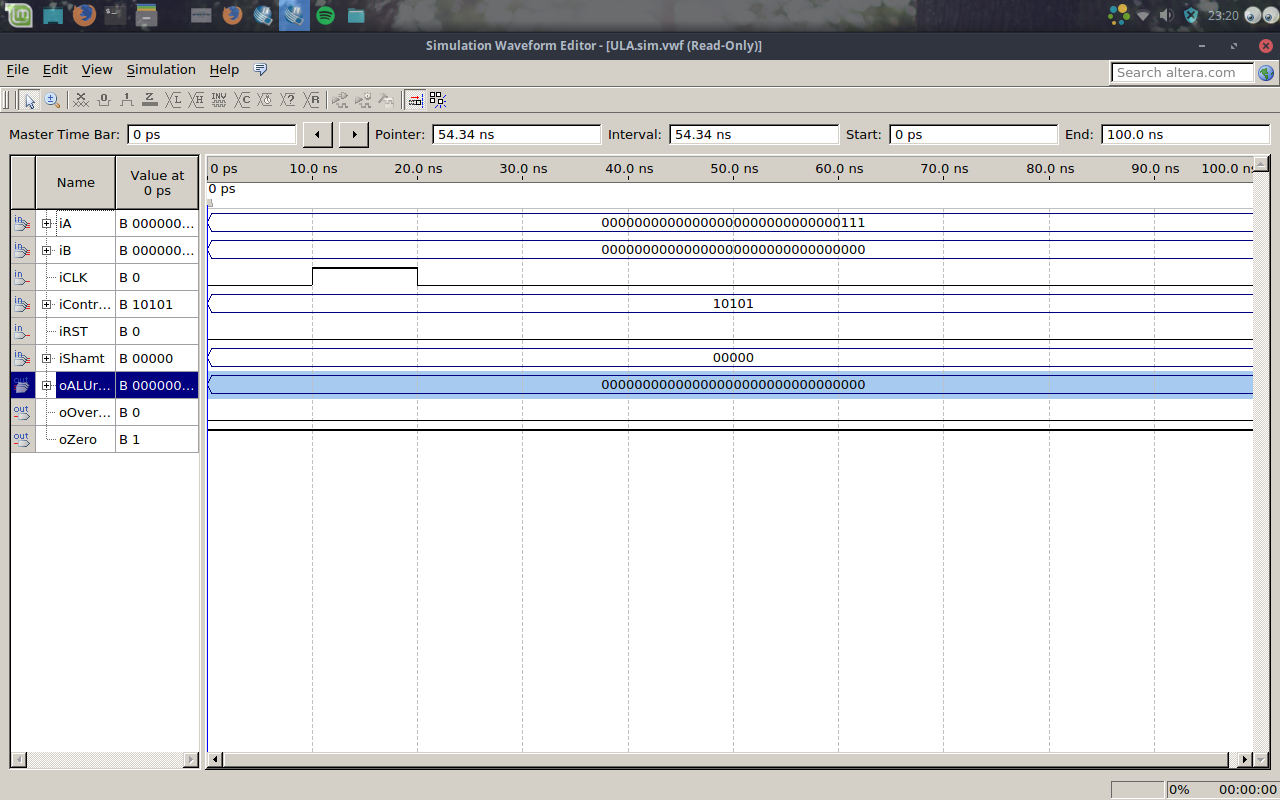 23:20
Simulation Waveform Editor - [ULA.sim.vwf (Read-Only)]
File Edit View Simulation Help
Search altera.com
Master Time Bar: 0 ps Pointer: 54.34 ns Interval: 54.34 ns Start: 0 ps End: 100.0 ns
Name Value at 0 ps 0 ps 10.0 ns 20.0 ns 30.0 ns 40.0 ns 50.0 ns 60.0 ns 70.0 ns 80.0 ns 90.0 ns 100.0 n
0 ps
in iA B 000000... 00000000000000000000000000000111
in iB B 000000... 00000000000000000000000000000000
in iCLK B 0
in iContr... B 10101 10101
in iRST B 0
in iShamt B 00000 00000
oALUr... B 000000... 00000000000000000000000000000000
out oOver... B 0
out oZero B 1
0% 00:00:00